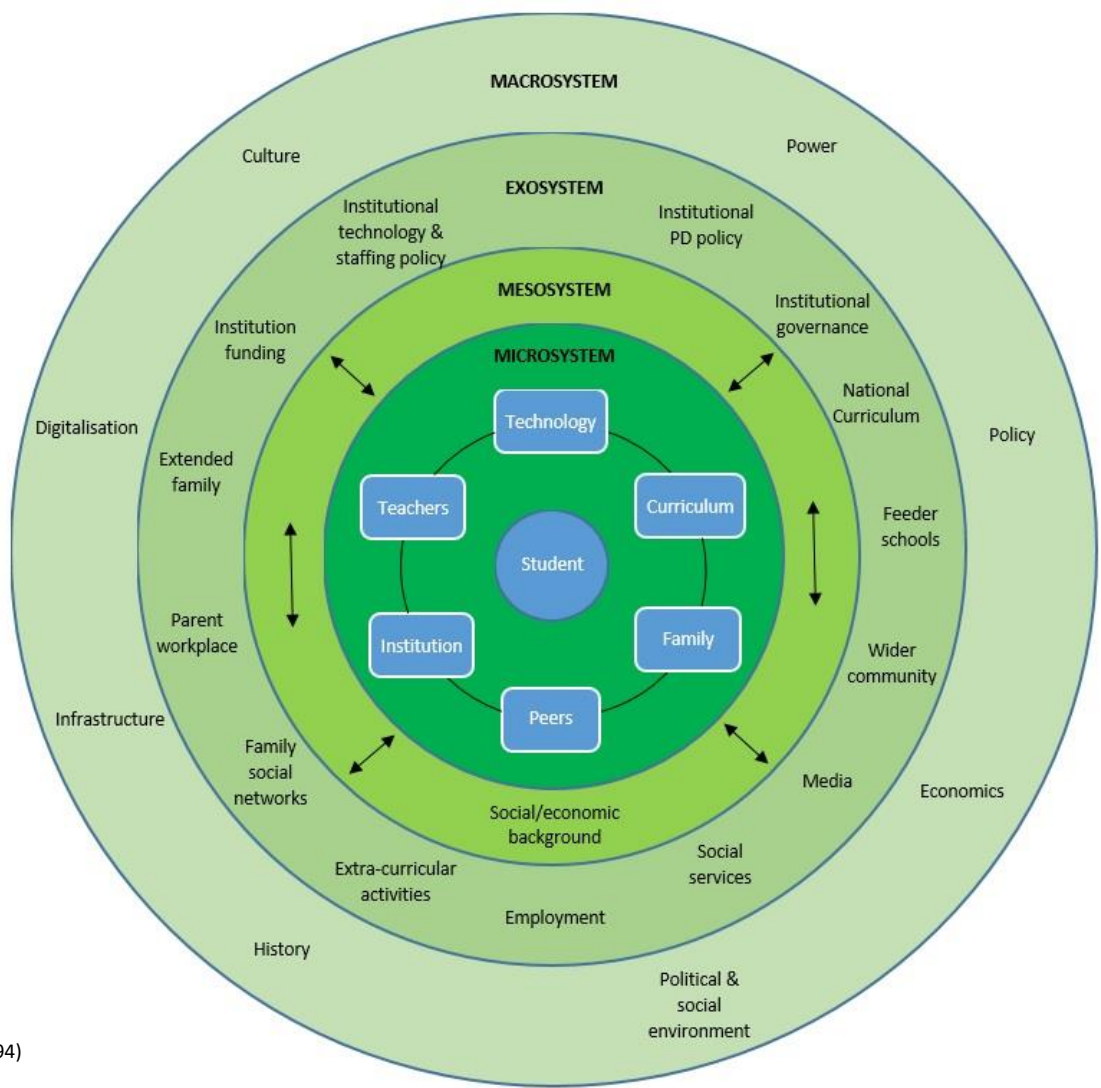 MACROSYSTEM
Culture
Power
EXOSYSTEM
Institutional
technology &
staffing policy
Institutional
PD policy
MESOSYSTEM
Institution
funding
Institutional
governance
MICROSYSTEM
National
Curriculum
Digitalisation
Policy
Extended
family
Technology
Teachers
Curriculum
Feeder
schools
Student
Parent
workplace
Institution
Family
Wider
community
Infrastructure
Peers
Family
social
networks
Media
Economics
Social/economic
background
Extra-curricular
activities
Social
services
Employment
History
Political &
social
environment
94)